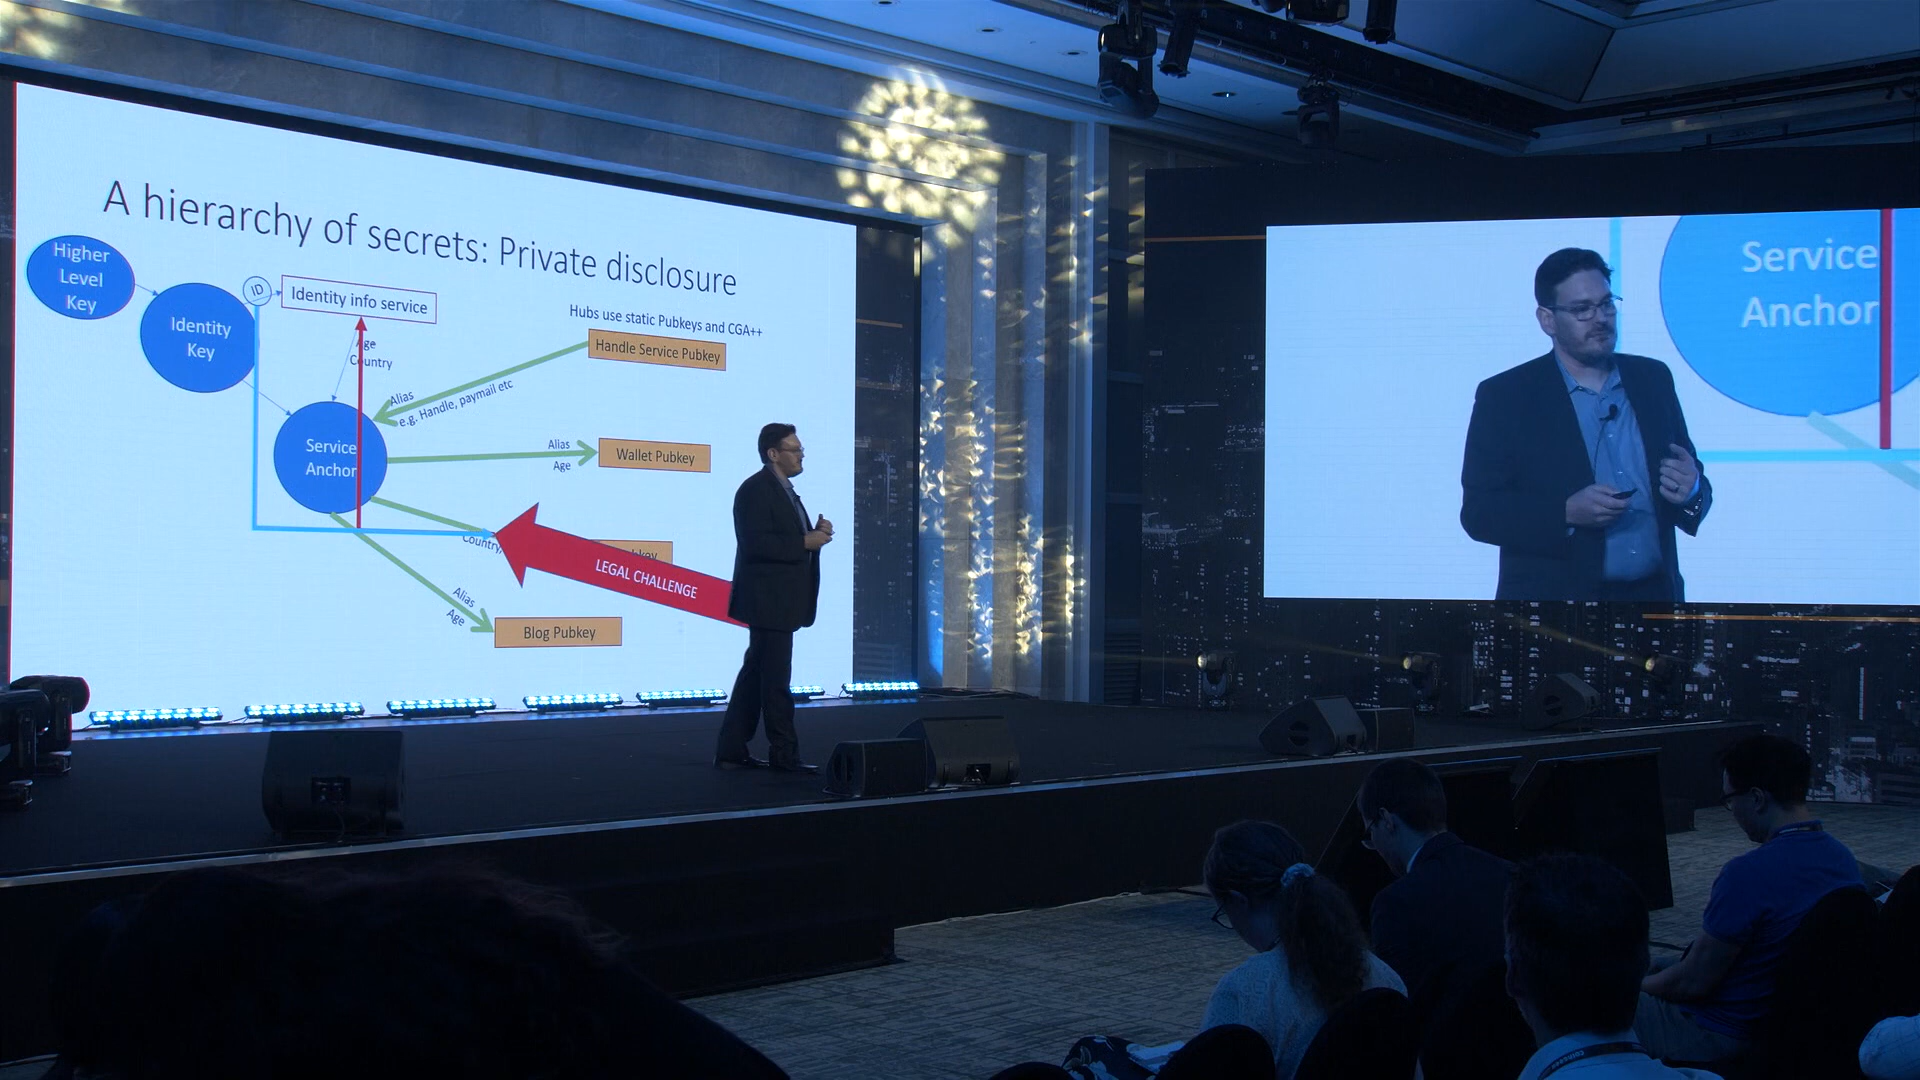 A hierarchy of secrets: Private disclosure
Higher
Level
Key
Identity
Key
ID
Identity info service
Age
Country
Hubs use static Pubkeys and CGA++
Handle Service Pubkey
Alias
e.g. Handle, paymail etc
Service
Anchor
Alias
Age
Wallet Pubkey
Country,
LEGAL CHALLENGE
Alias
Age
Blog Pubkey
Service
Anchor